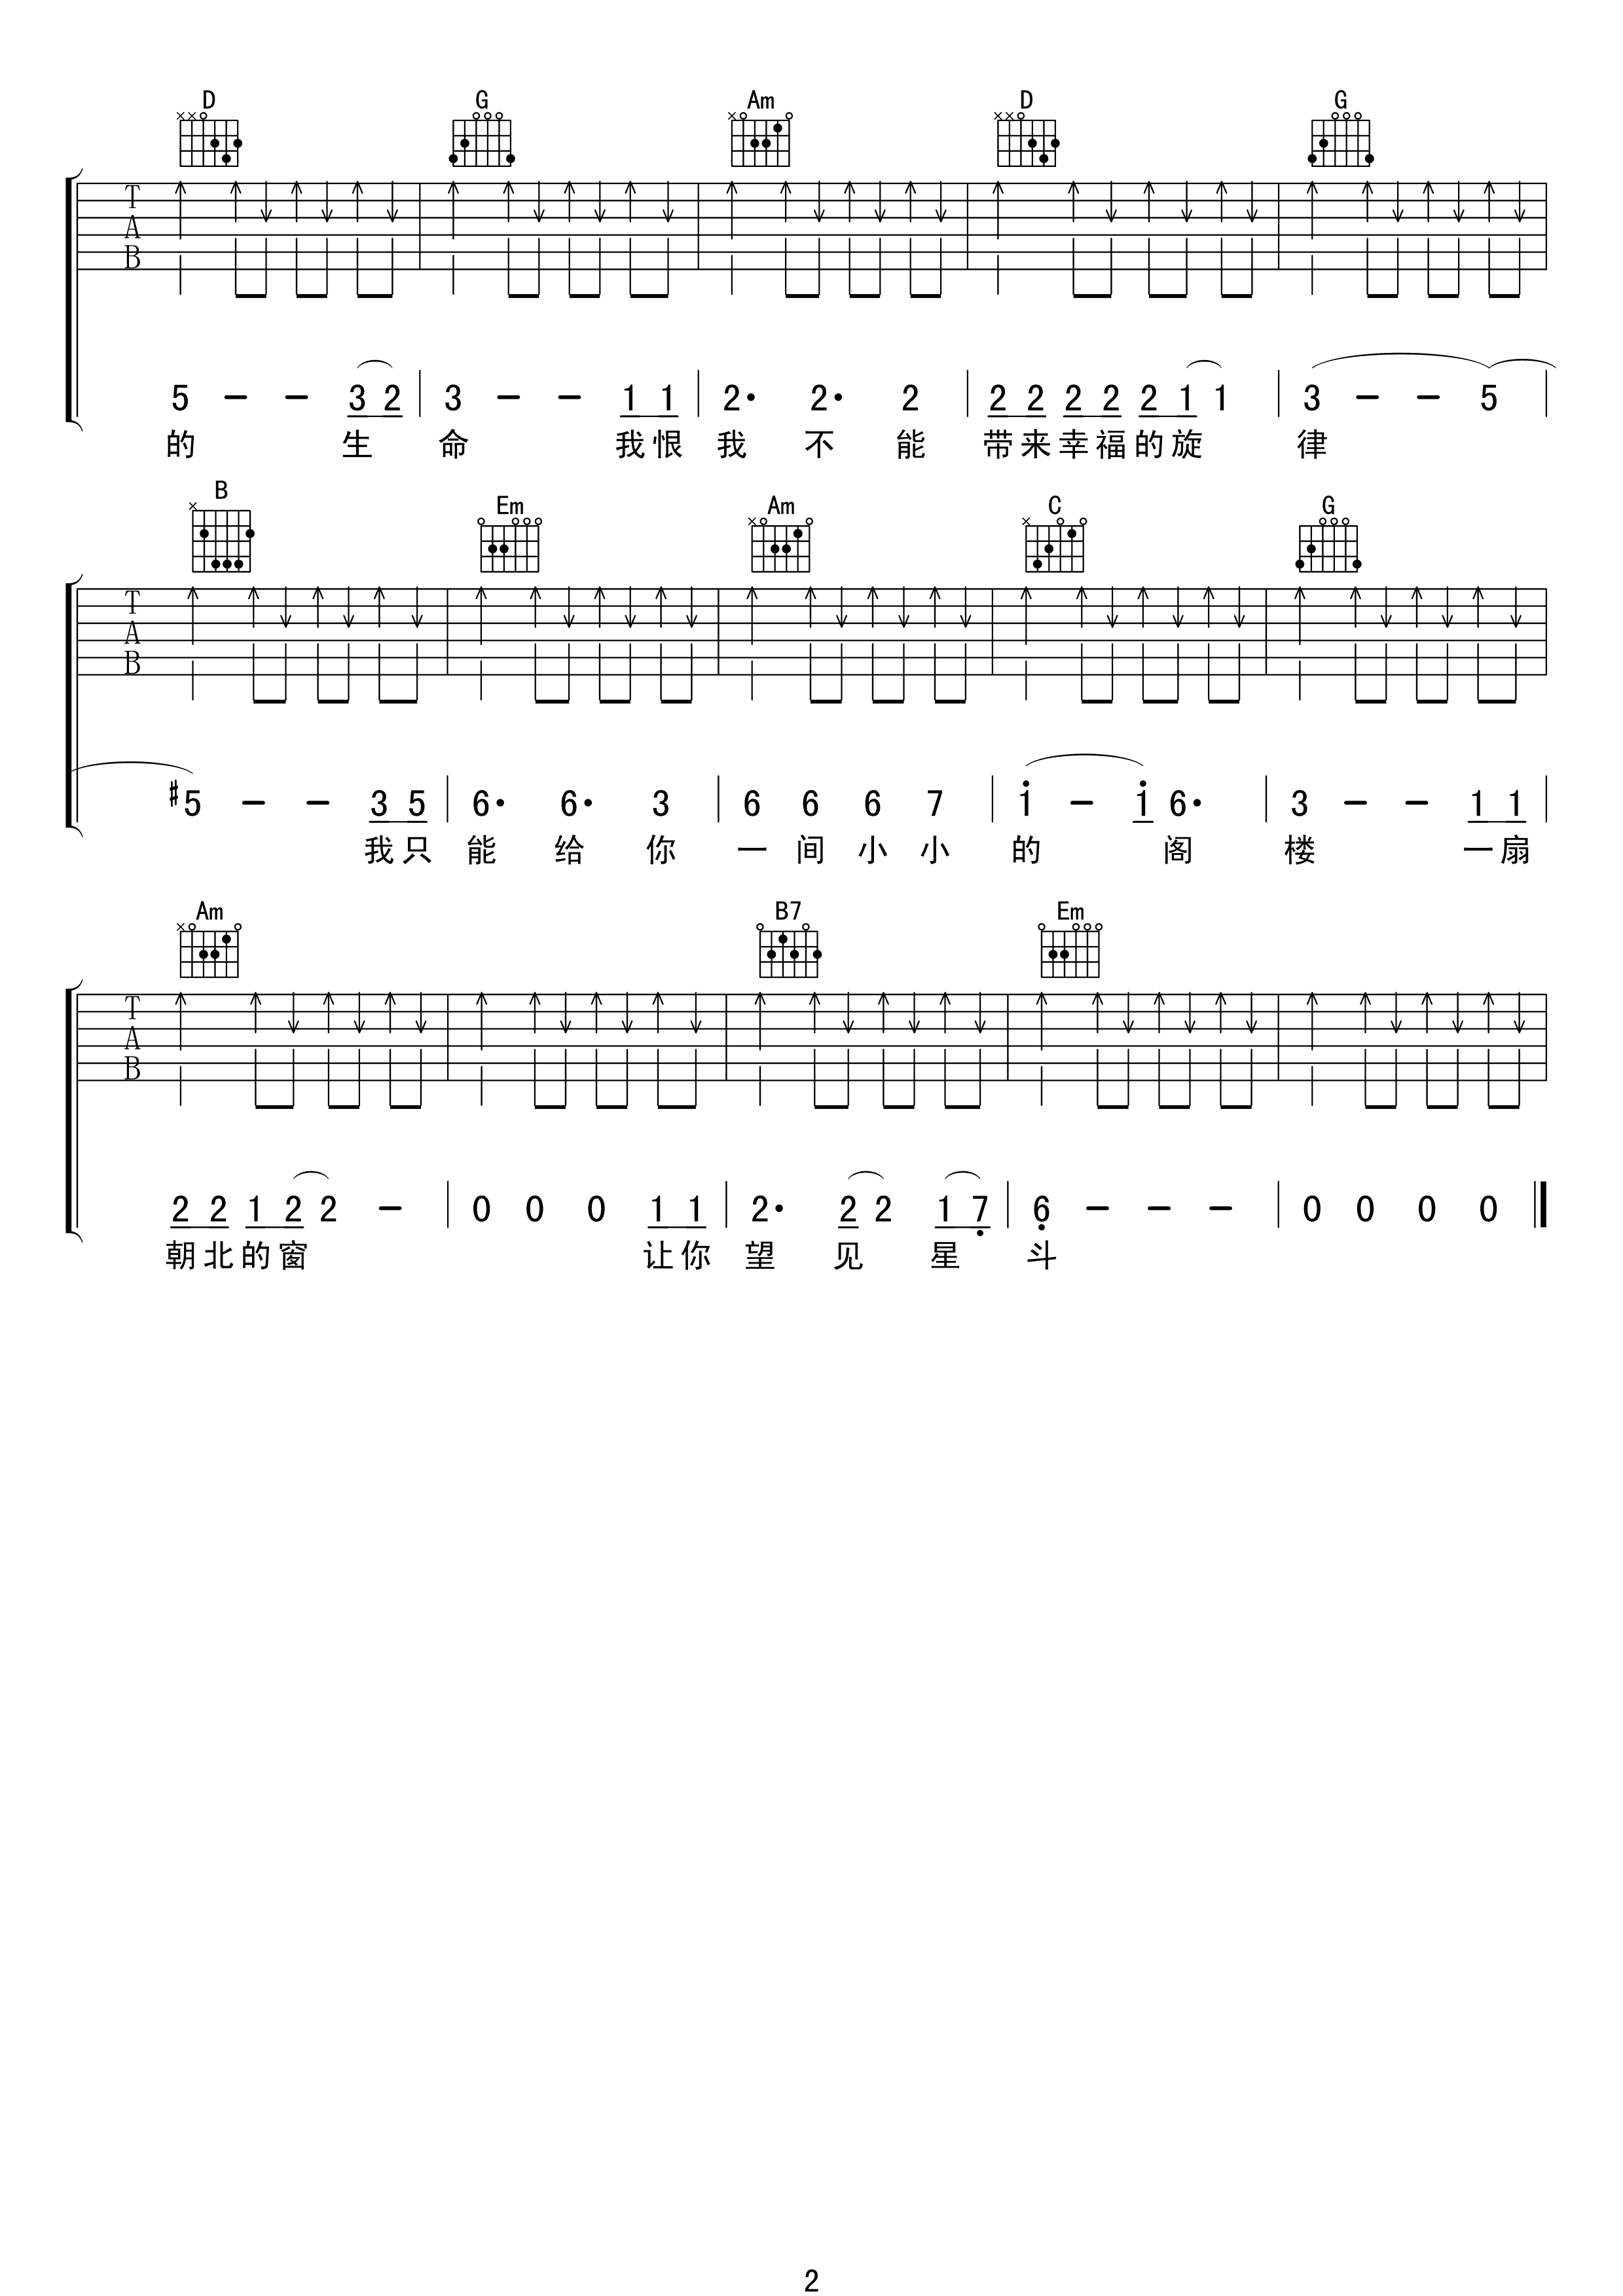 D G Am D G
T
A
B
5 – – 3 2 | 3 – – 1 1 | 2· 2· 2 | 2 2 2 2 2 1 1 | 3 – – 5 |
的 生 命 我 恨 我 不 能 带 来 幸 福 的 旋 律
B Em Am C G
T
A
B
#5 – – 3 5 | 6· 6· 3 | 6 6 6 7 | i – i 6· | 3 – – 1 1 |
我 只 能 给 你 一 间 小 小 的 阁 楼 一 扇
Am B7 Em
T
A
B
2 2 1 2 2 – | 0 0 0 1 1 | 2· 2 2 1 7̣ | 6̣ – – – | 0 0 0 0
朝 北 的 窗 让 你 望 见 星 斗
2